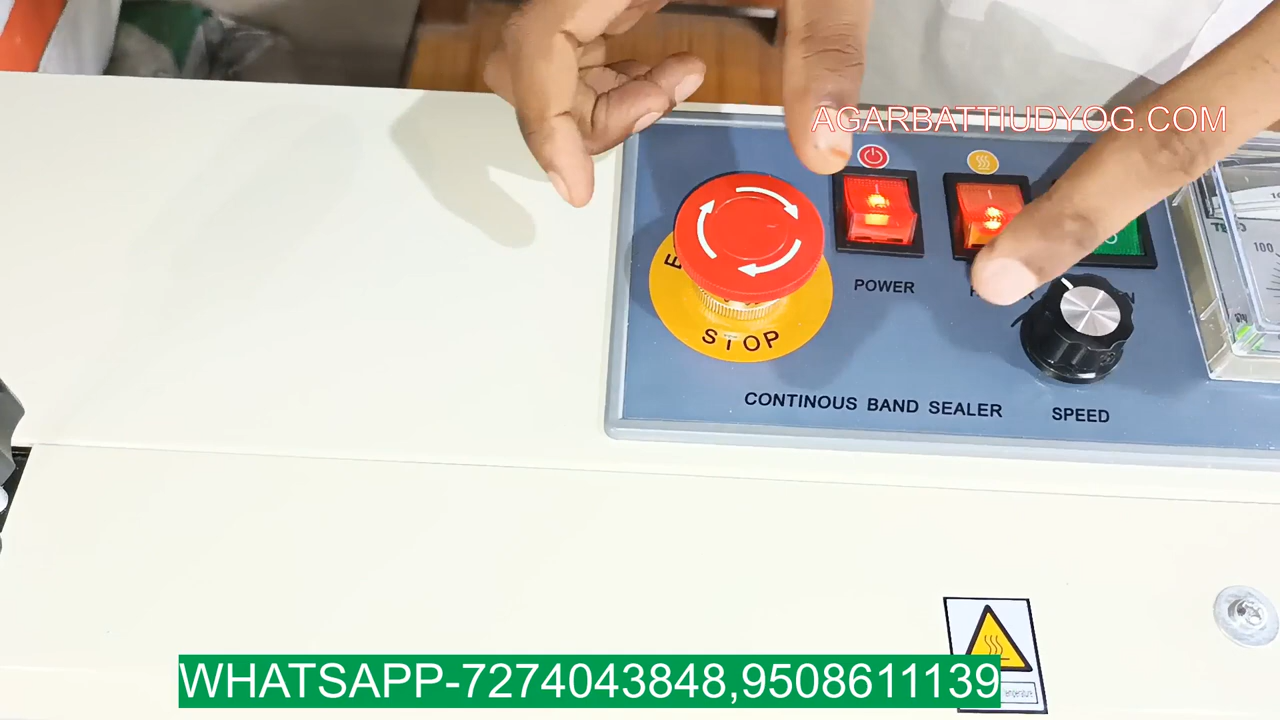 AGARBATTIUDYOG.COM
100
POWER
STOP
CONTINOUS BAND SEALER
SPEED
WHATSAPP-7274043848,9508611139